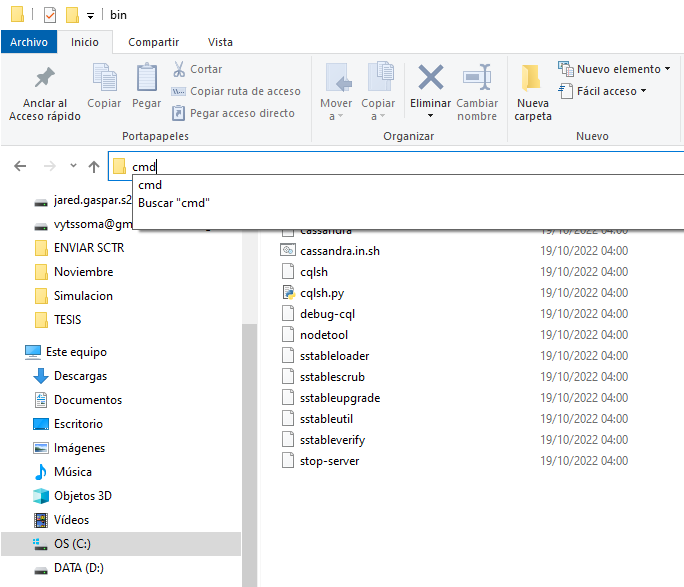 bin
Archivo Inicio Compartir Vista
Anclar al
Acceso rápido
Copiar
Pegar
Cortar
Copiar ruta de acceso
Pegar acceso directo
Portapapeles
Mover
a
Copiar
a
Eliminar
Cambiar
nombre
Organizar
Nueva
carpeta
Nuevo elemento
Fácil acceso
Nuevo
cmd
cmd
Buscar "cmd"
jared.gaspar.s2
vytssoma@gm
ENVIAR SCTR
Noviembre
Simulacion
TESIS
Este equipo
Descargas
Documentos
Escritorio
Imágenes
Música
Objetos 3D
Vídeos
OS (C:)
DATA (D:)
cassandra 19/10/2022 04:00
cassandra.in.sh 19/10/2022 04:00
cqlsh 19/10/2022 04:00
cqlsh.py 19/10/2022 04:00
debug-cql 19/10/2022 04:00
nodetool 19/10/2022 04:00
sstableloader 19/10/2022 04:00
sstablescrub 19/10/2022 04:00
sstableupgrade 19/10/2022 04:00
sstableutil 19/10/2022 04:00
sstableverify 19/10/2022 04:00
stop-server 19/10/2022 04:00